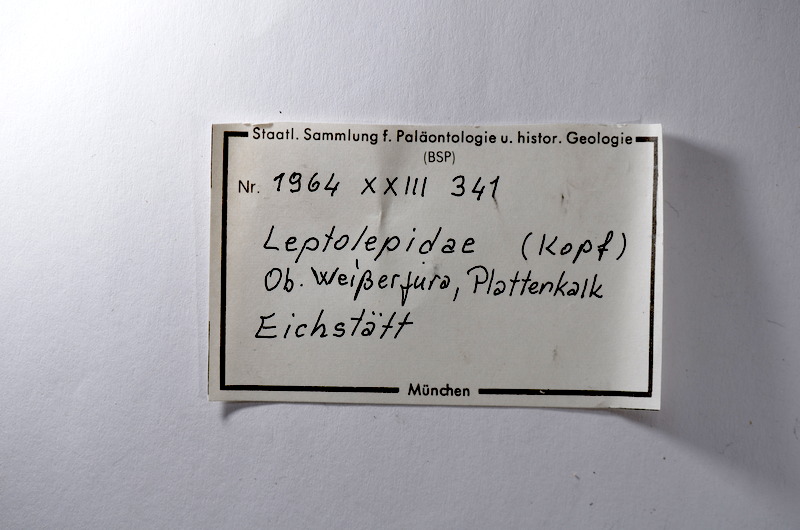 Staatl. Sammlung f. Paläontologie u. histor. Geologie
(BSP)
Nr. 1964 XXIII 341
Leptolepidae (Kopf)
Ob. Weißerjura, Plattenkalk
Eichstätt
München